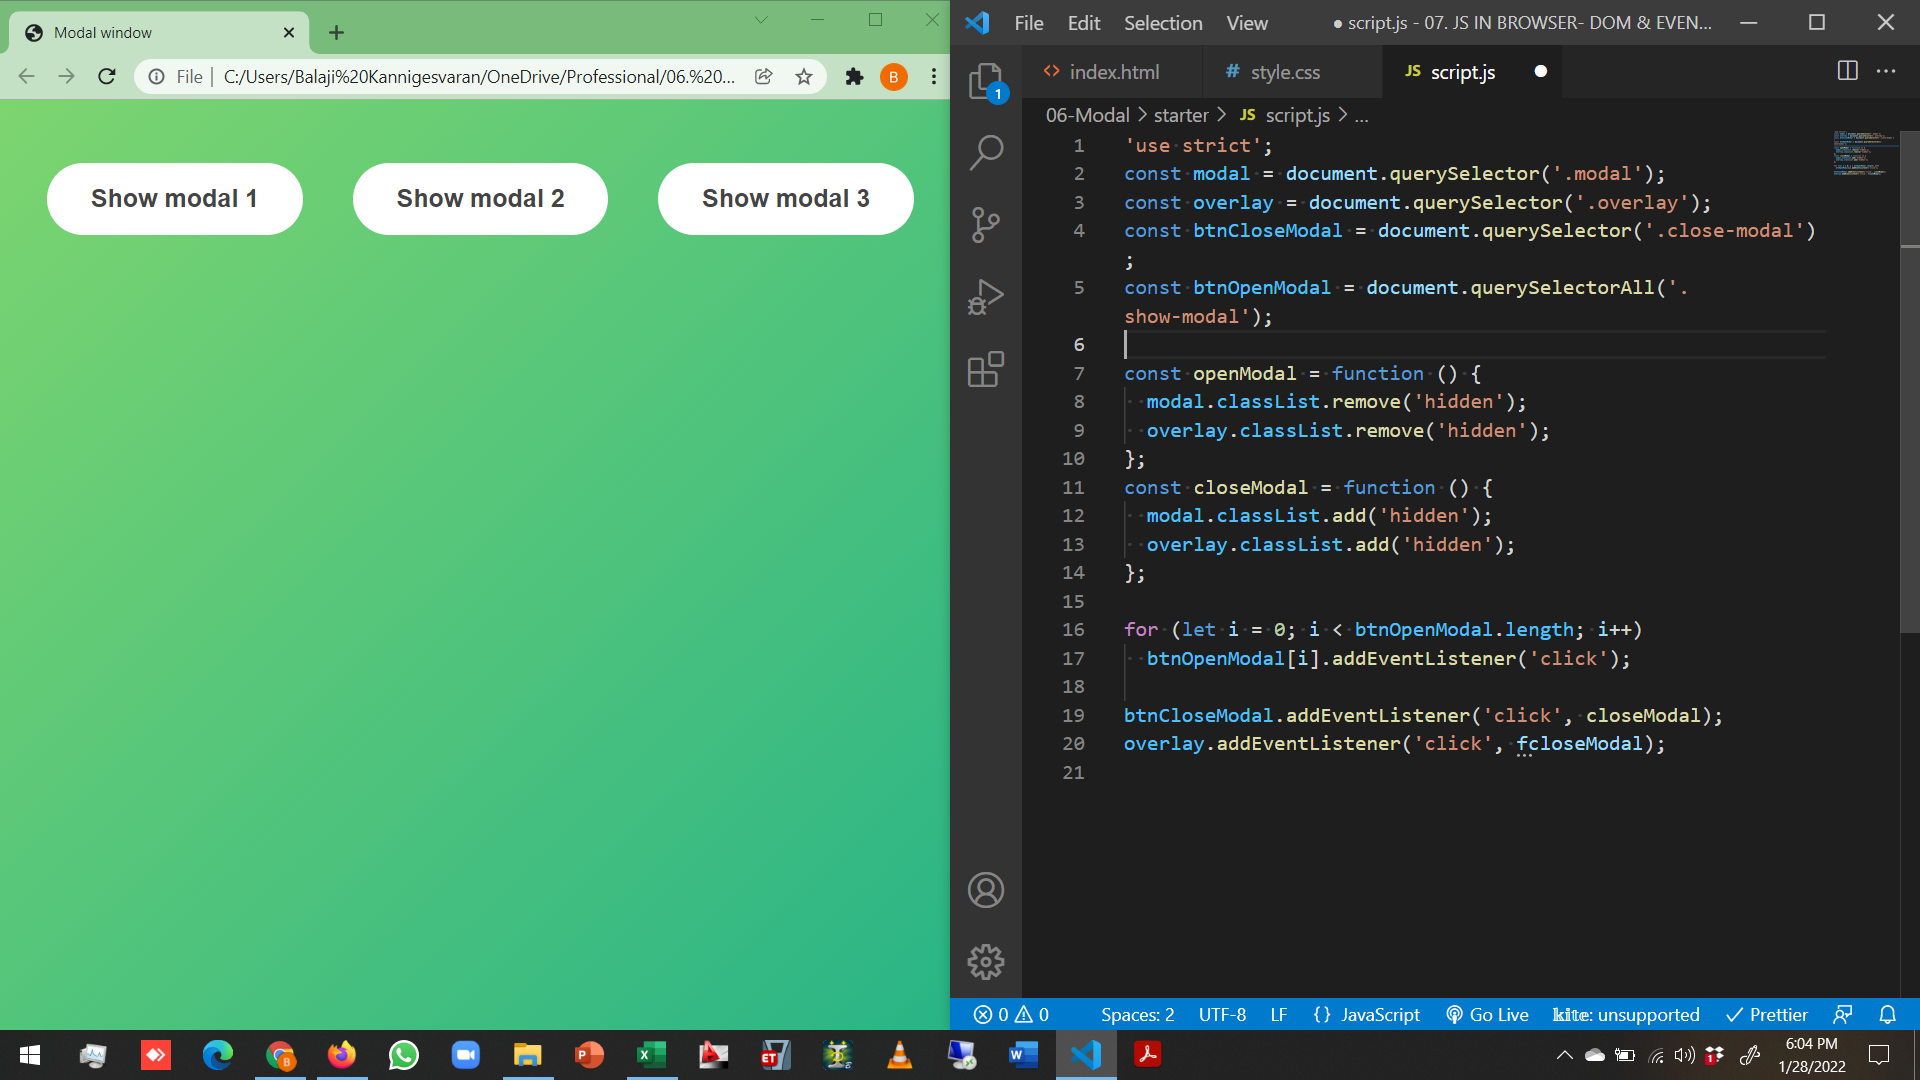 Modal window
File
C:/Users/Balaji%20Kannigesvaran/OneDrive/Professional/06.%20...
B
Show modal 1
Show modal 2
Show modal 3
File Edit Selection View
● script.js - 07. JS IN BROWSER- DOM & EVEN...
index.html
# style.css
JS script.js
1
06-Modal > starter > JS script.js > ...
1 'use strict';
2 const modal = document.querySelector('.modal');
3 const overlay = document.querySelector('.overlay');
4 const btnCloseModal = document.querySelector('.close-modal')
;
5 const btnOpenModal = document.querySelectorAll('.
show-modal');
6
7 const openModal = function () {
8 modal.classList.remove('hidden');
9 overlay.classList.remove('hidden');
10 };
11 const closeModal = function () {
12 modal.classList.add('hidden');
13 overlay.classList.add('hidden');
14 };
15
16 for (let i = 0; i < btnOpenModal.length; i++)
17 btnOpenModal[i].addEventListener('click');
18
19 btnCloseModal.addEventListener('click', closeModal);
20 overlay.addEventListener('click', fcloseModal);
21
0 0 Spaces: 2 UTF-8 LF {} JavaScript Go Live kite: unsupported Prettier
6:04 PM
1/28/2022